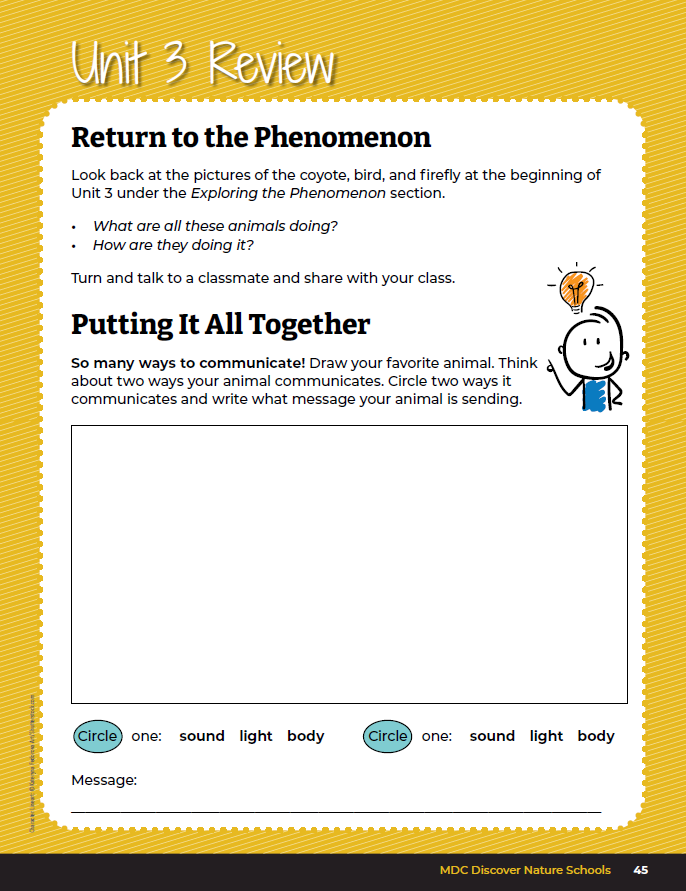 Unit 3 Review
Return to the Phenomenon
Look back at the pictures of the coyote, bird, and firefly at the beginning of
Unit 3 under the Exploring the Phenomenon section.
• What are all these animals doing?
• How are they doing it?
Turn and talk to a classmate and share with your class.
Putting It All Together
So many ways to communicate! Draw your favorite animal. Think
about two ways your animal communicates. Circle two ways it
communicates and write what message your animal is sending.
Circle one: sound light body Circle one: sound light body
Message:
MDC Discover Nature Schools 45